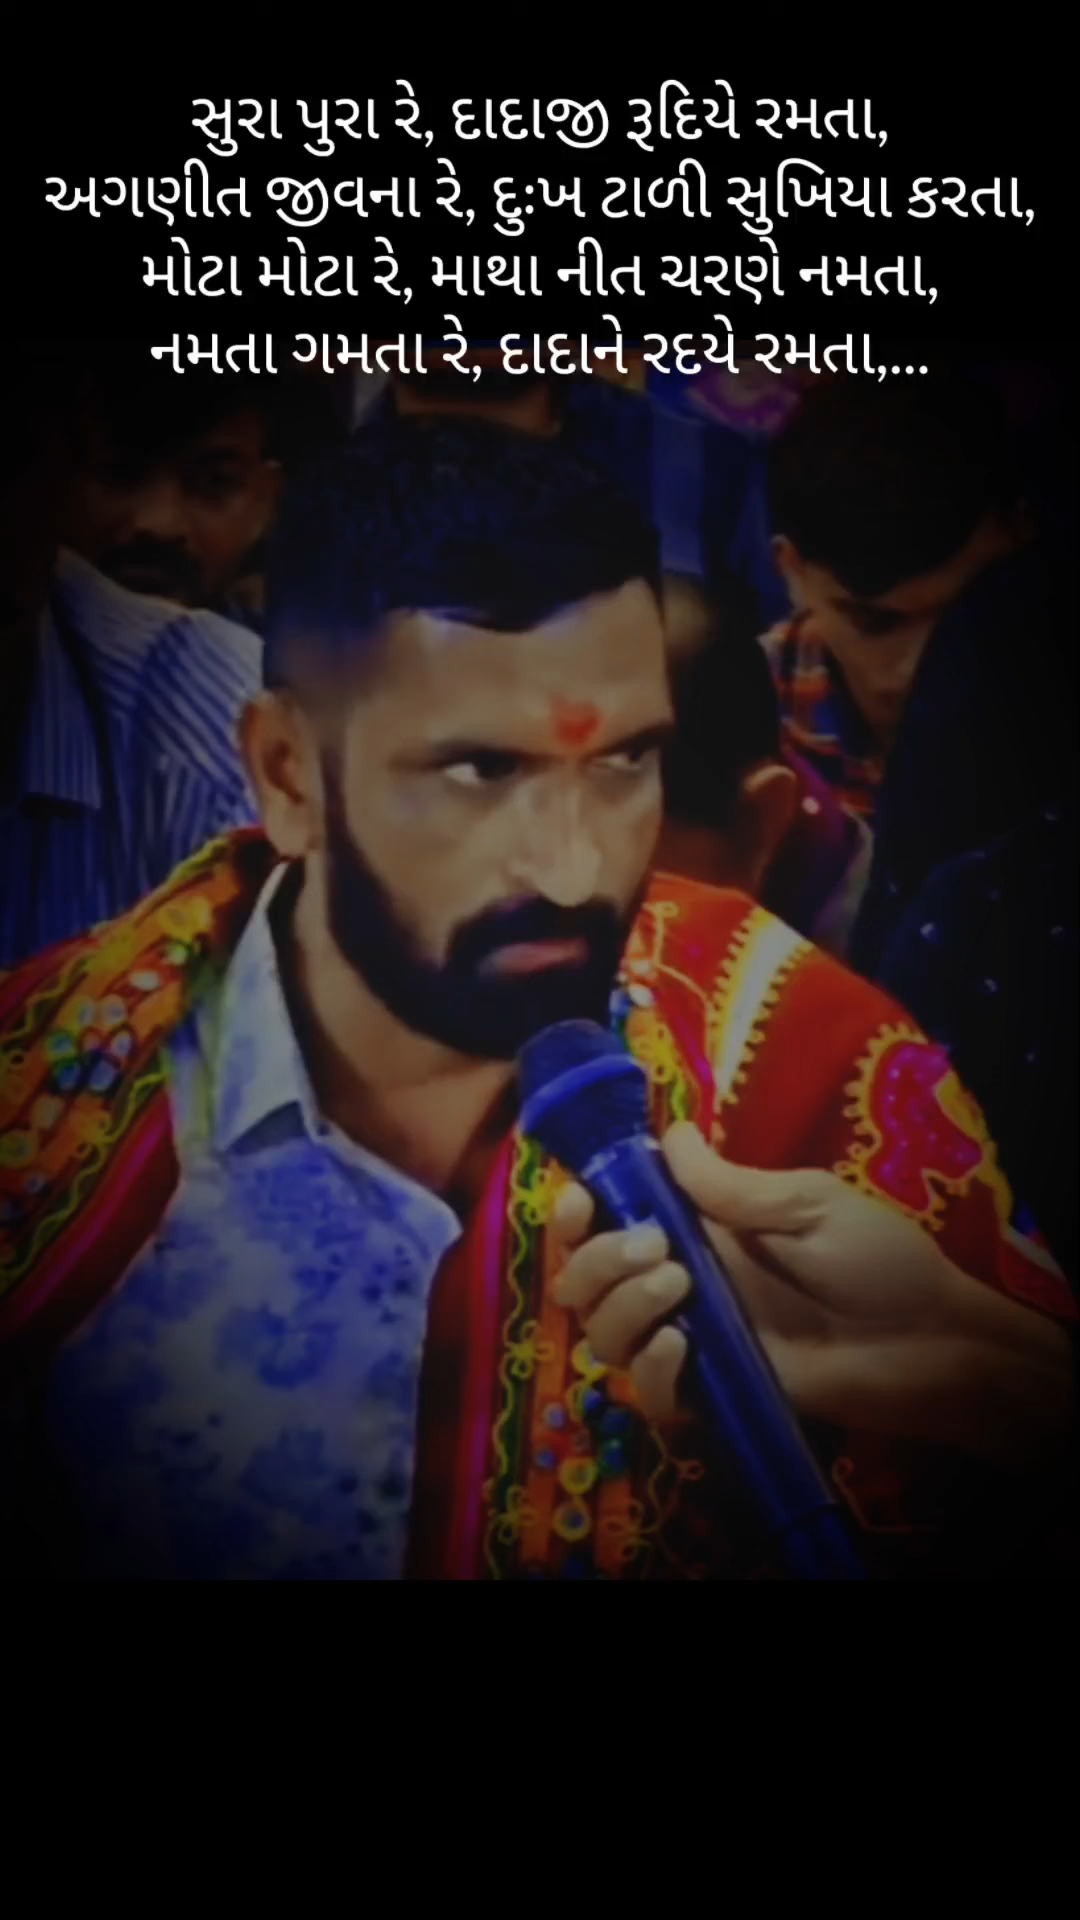 સુરા પુરા રે, દાદાજી રૂદિયે રમતા,
અગણીત જીવના રે, દુઃખ ટાળી સુખિયા કરતા,
મોટા મોટા રે, માથા નીત ચરણે નમતા,
નમતા ગમતા રે, દાદાને રદયે રમતા,...